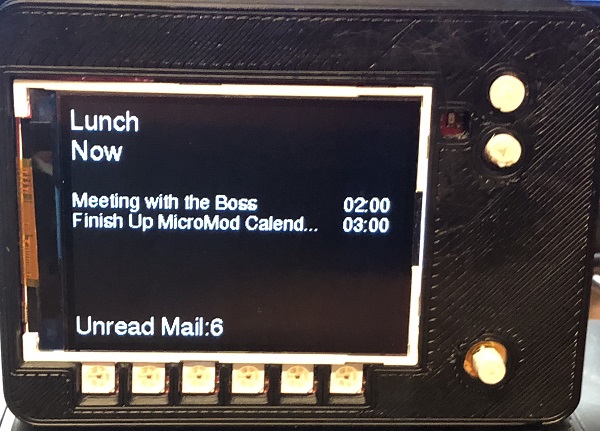 Lunch
Now
Meeting with the Boss 02:00
Finish Up MicroMod Calend... 03:00
Unread Mail:6